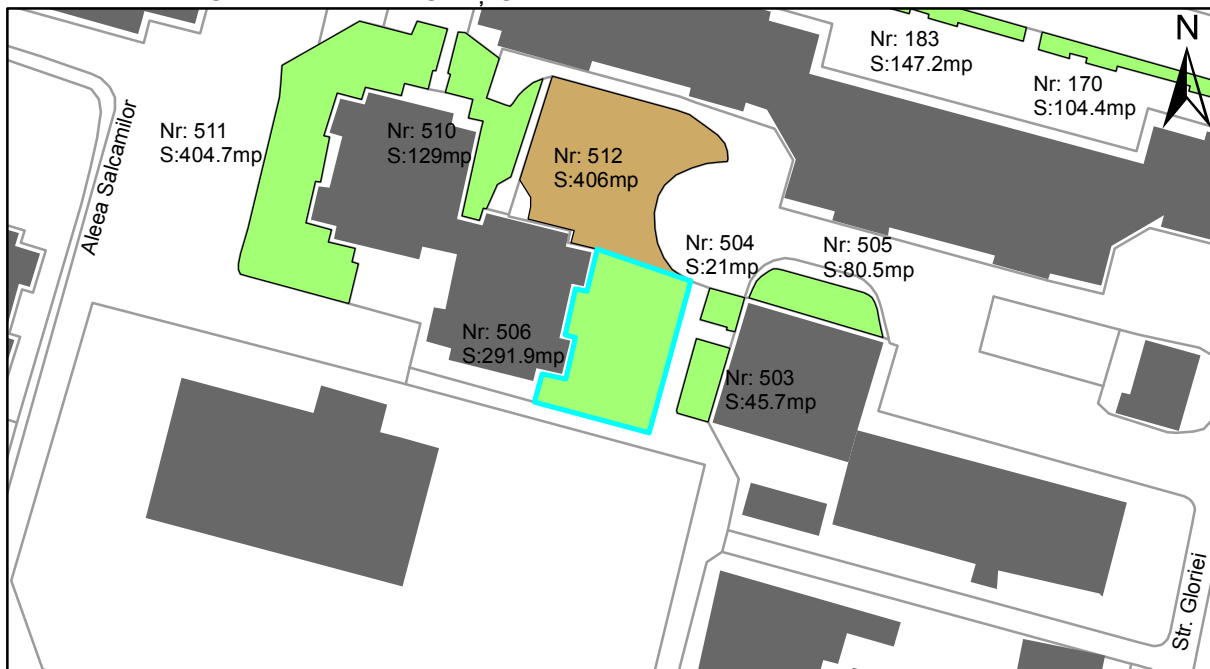 N
Nr: 183
S:147.2mp
Nr: 170
S:104.4mp
Nr: 511
S:404.7mp
Nr: 510
S:129mp
Nr: 512
S:406mp
Aleea Salcamilor
Nr: 504
S:21mp
Nr: 505
S:80.5mp
Nr: 506
S:291.9mp
Nr: 503
S:45.7mp
Str. Gloriei